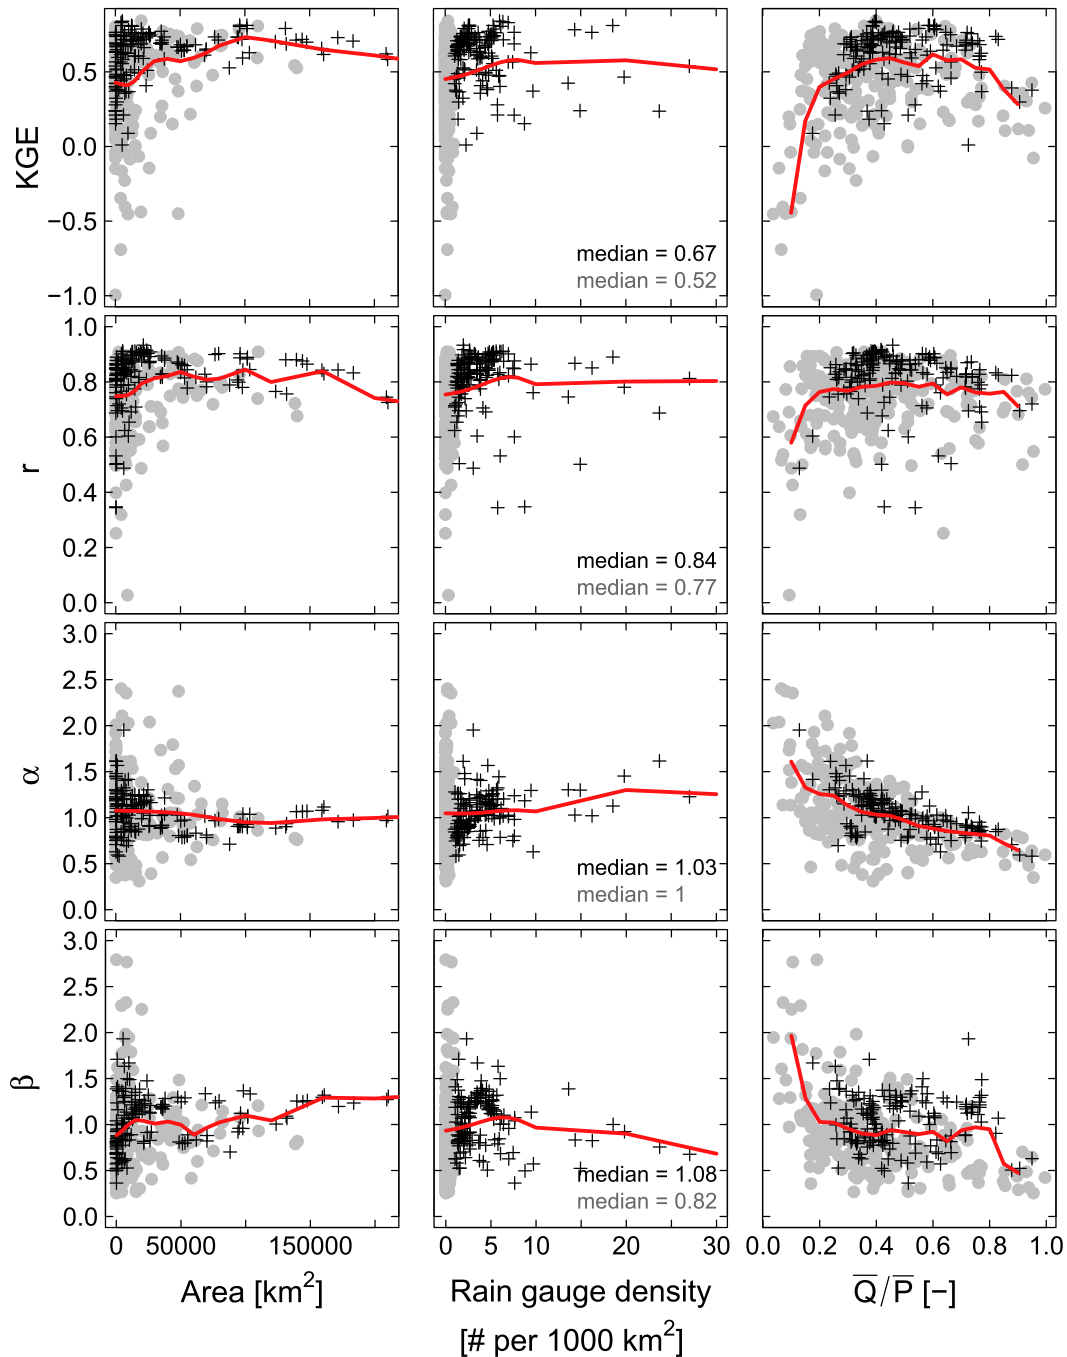 KGE
0.5
0.0
−0.5
−1.0
median = 0.67
median = 0.52
r
1.0
0.8
0.6
0.4
0.2
0.0
median = 0.84
median = 0.77
α
3.0
2.5
2.0
1.5
1.0
0.5
0.0
median = 1.03
median = 1
β
3.0
2.5
2.0
1.5
1.0
0.5
0.0
median = 1.08
median = 0.82
0 50000 150000
0 5 10 15 20 25 30
0.0 0.2 0.4 0.6 0.8 1.0
Area [km²]
Rain gauge density
[# per 1000 km²]
Q̅/P̅ [−]